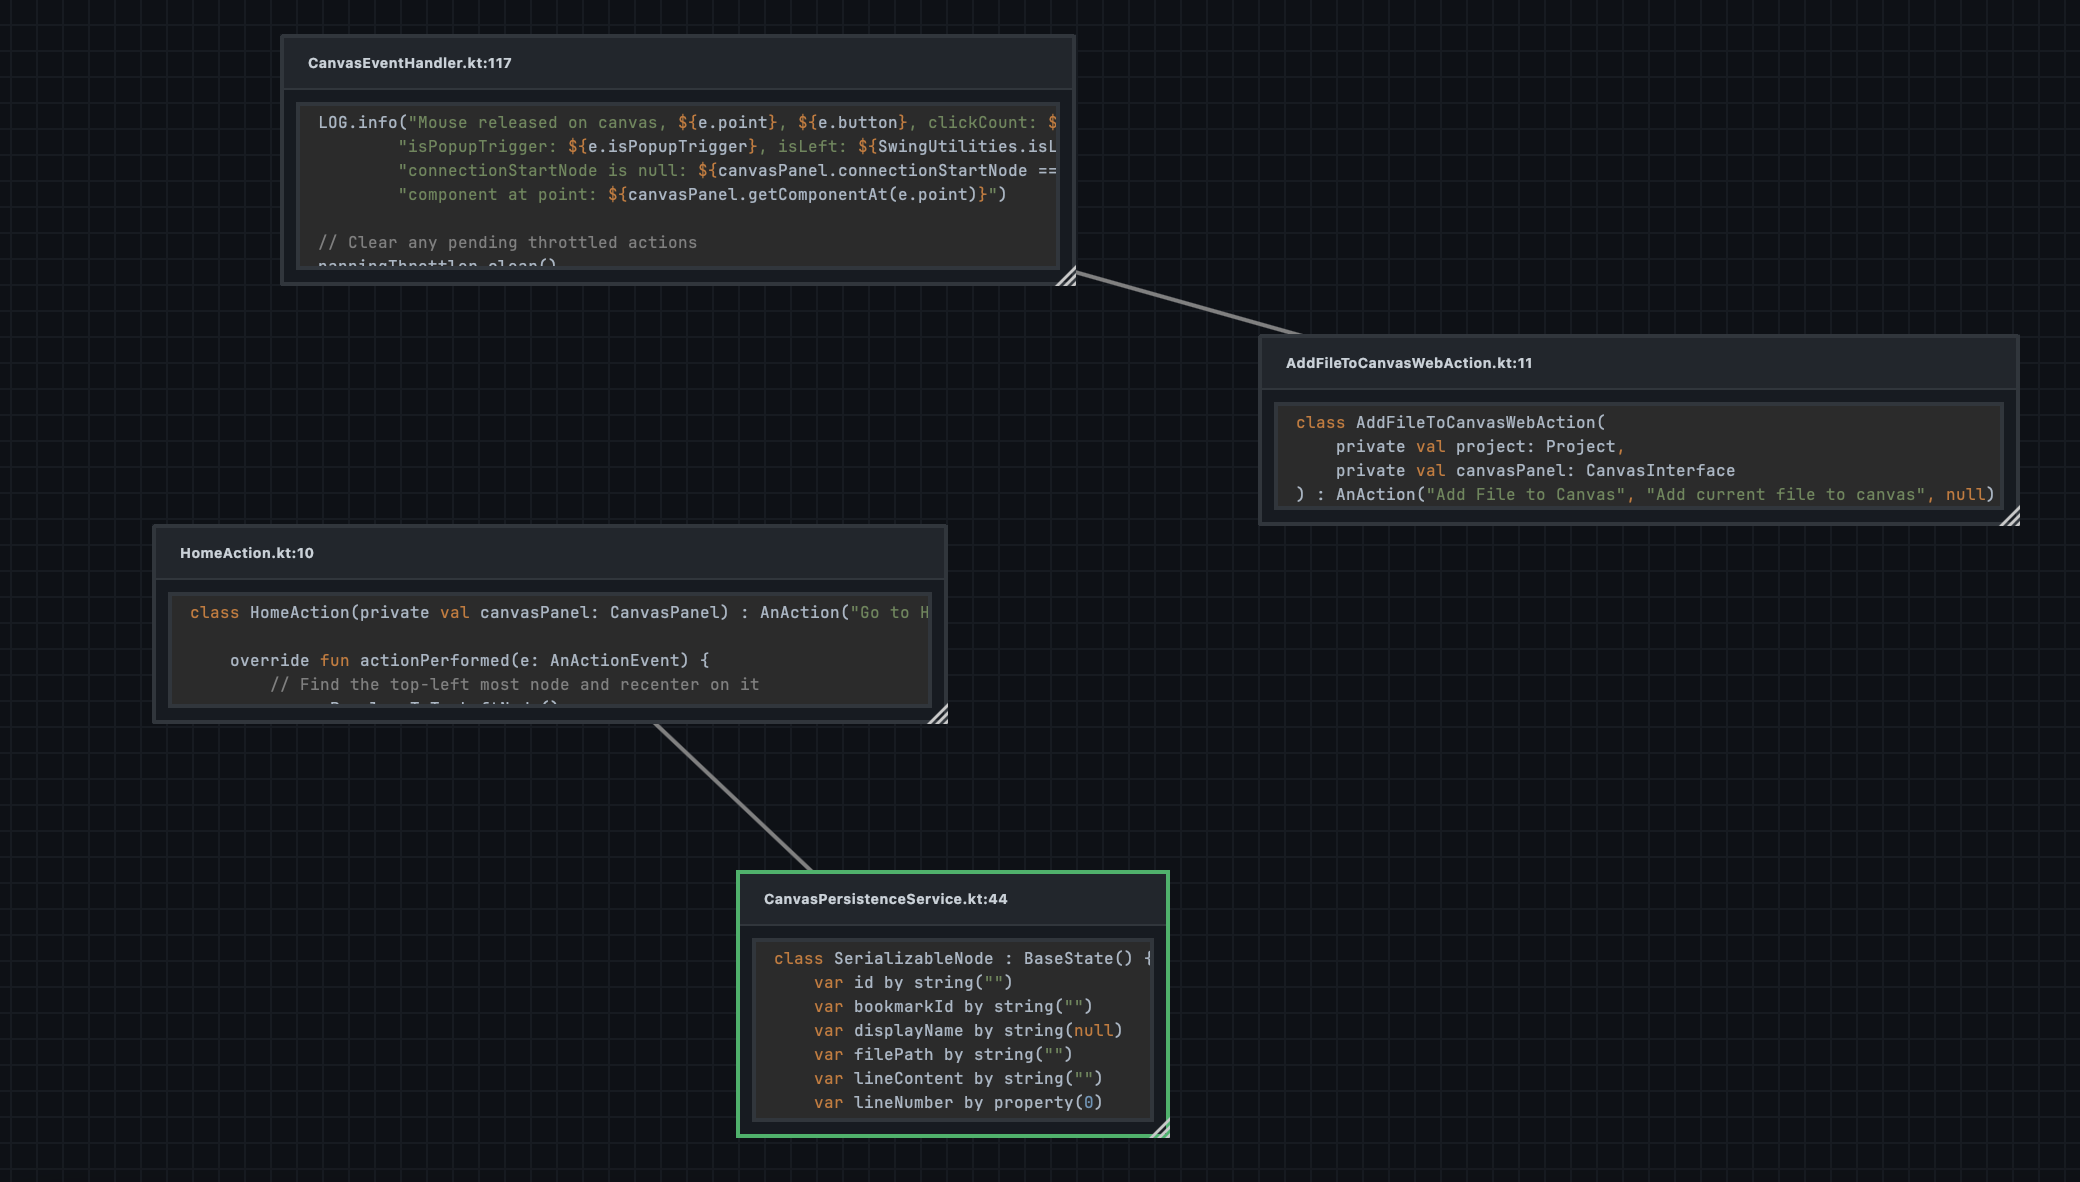 CanvasEventHandler.kt:117
LOG.info("Mouse released on canvas, ${e.point}, ${e.button}, clickCount: $
"isPopupTrigger: ${e.isPopupTrigger}, isLeft: ${SwingUtilities.isL
"connectionStartNode is null: ${canvasPanel.connectionStartNode ==
"component at point: ${canvasPanel.getComponentAt(e.point)}")
// Clear any pending throttled actions
AddFileToCanvasWebAction.kt:11
class AddFileToCanvasWebAction(
private val project: Project,
private val canvasPanel: CanvasInterface
) : AnAction("Add File to Canvas", "Add current file to canvas", null)
HomeAction.kt:10
class HomeAction(private val canvasPanel: CanvasPanel) : AnAction("Go to H
override fun actionPerformed(e: AnActionEvent) {
// Find the top-left most node and recenter on it
CanvasPersistenceService.kt:44
class SerializableNode : BaseState() {
var id by string("")
var bookmarkId by string("")
var displayName by string(null)
var filePath by string("")
var lineContent by string("")
var lineNumber by property(0)